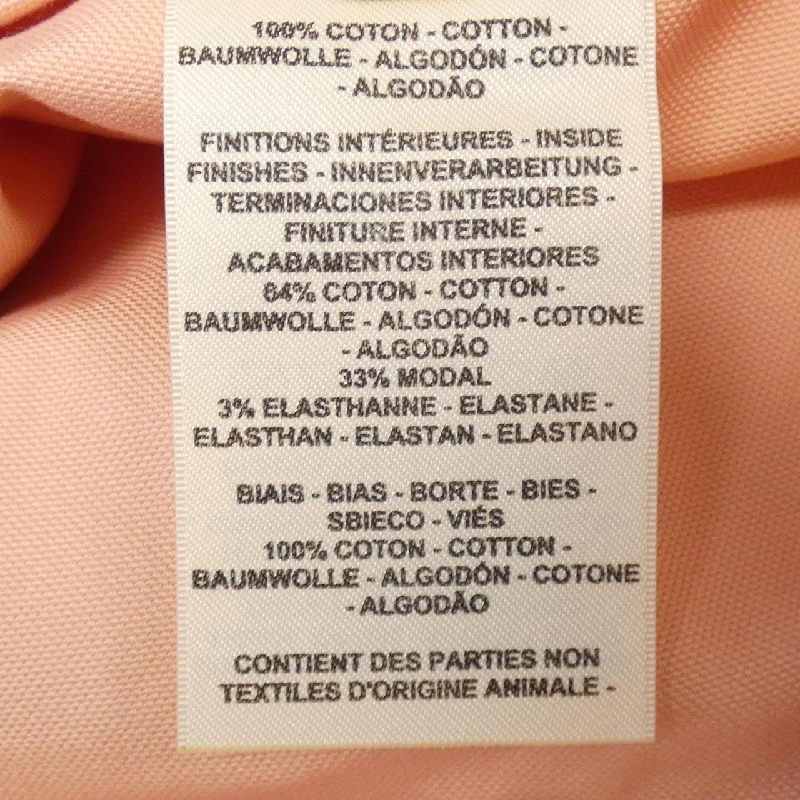 100% COTON - COTTON -
BAUMWOLLE - ALGODÓN - COTONE
- ALGODÃO
FINITIONS INTÉRIEURES - INSIDE
FINISHES - INNENVERARBEITUNG -
TERMINACIONES INTERIORES -
FINITURE INTERNE -
ACABAMENTOS INTERIORES
64% COTON - COTTON -
BAUMWOLLE - ALGODÓN - COTONE
- ALGODÃO
33% MODAL
3% ELASTHANNE - ELASTANE -
ELASTHAN - ELASTAN - ELASTANO
BIAIS - BIAS - BORTE - BIES -
SBIECO - VIÉS
100% COTON - COTTON -
BAUMWOLLE - ALGODÓN - COTONE
- ALGODÃO
CONTIENT DES PARTIES NON
TEXTILES D'ORIGINE ANIMALE -